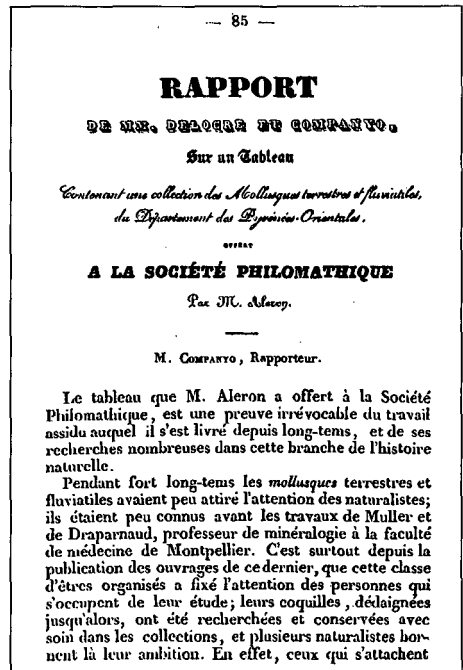 — 85 —
RAPPORT
DE MM. DELOCRE ET COMPANYO,
Sur un Tableau
Contenant une collection des Mollusques terrestres et fluviatiles,
du Département des Pyrénées-Orientales,
OFFERT
A LA SOCIÉTÉ PHILOMATHIQUE
Par M. Aleron.
M. COMPANYO, Rapporteur.
Le tableau que M. Aleron a offert à la Société
Philomathique, est une preuve irrévocable du travail
assidu auquel il s'est livré depuis long-tems, et de ses
recherches nombreuses dans cette branche de l'histoire
naturelle.
Pendant fort long-tems les mollusques terrestres et
fluviatiles avaient peu attiré l'attention des naturalistes;
ils étaient peu connus avant les travaux de Muller et
de Draparnaud, professeur de minéralogie à la faculté
de médecine de Montpellier. C'est surtout depuis la
publication des ouvrages de ce dernier, que cette classe
d'êtres organisés a fixé l'attention des personnes qui
s'occupent de leur étude; leurs coquilles, dédaignées
jusqu'alors, ont été recherchées et conservées avec
soin dans les collections, et plusieurs naturalistes bor-
nent là leur ambition. En effet, ceux qui s'attachent